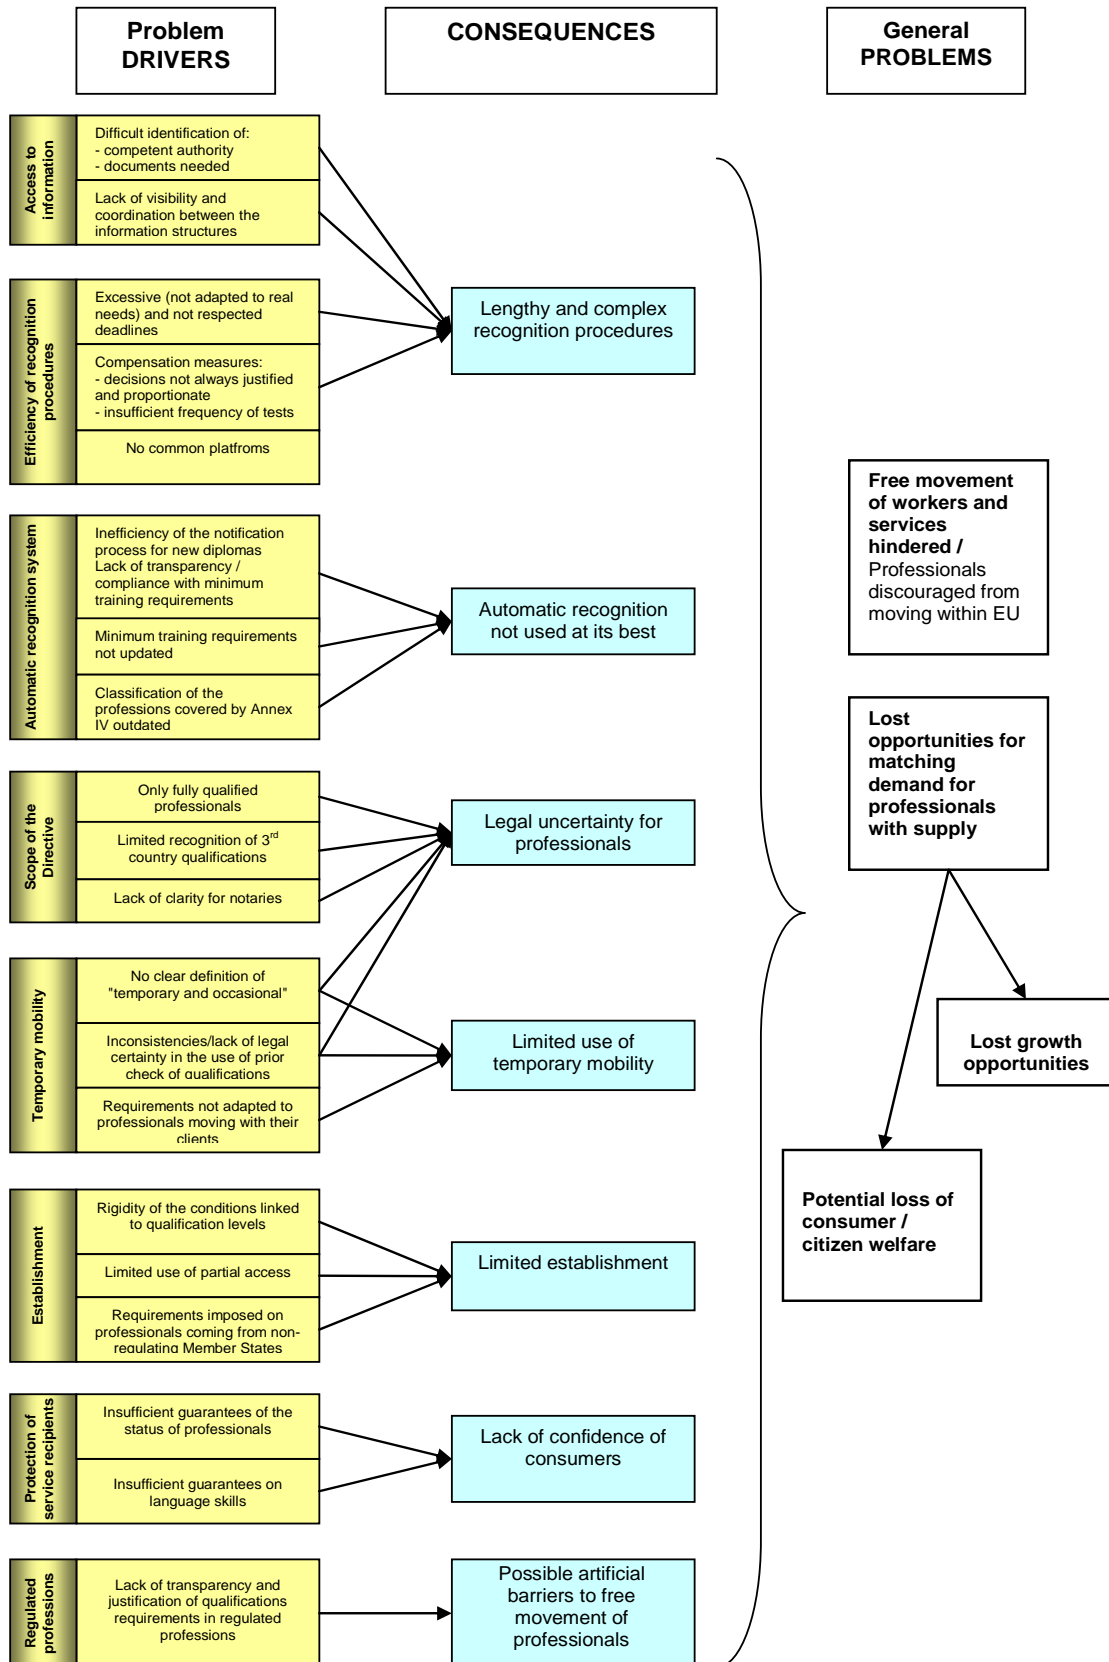 Problem
DRIVERS
CONSEQUENCES
General
PROBLEMS
Access to
information
Difficult identification of:
- competent authority
- documents needed
Lack of visibility and
coordination between the
information structures
Efficiency of recognition
procedures
Excessive (not adapted to real
needs) and not respected
deadlines
Compensation measures:
- decisions not always justified
and proportionate
- insufficient frequency of tests
No common platfroms
Lengthy and complex
recognition procedures
Automatic recognition system
Inefficiency of the notification
process for new diplomas
Lack of transparency /
compliance with minimum
training requirements
Minimum training requirements
not updated
Classification of the
professions covered by Annex
IV outdated
Automatic recognition
not used at its best
Scope of the
Directive
Only fully qualified
professionals
Limited recognition of 3rd
country qualifications
Lack of clarity for notaries
Legal uncertainty for
professionals
Temporary mobility
No clear definition of
"temporary and occasional"
Inconsistencies/lack of legal
certainty in the use of prior
check of qualifications
Requirements not adapted to
professionals moving with their
clients
Limited use of
temporary mobility
Establishment
Rigidity of the conditions linked
to qualification levels
Limited use of partial access
Requirements imposed on
professionals coming from non-
regulating Member States
Limited establishment
Protection of
service recipients
Insufficient guarantees of the
status of professionals
Insufficient guarantees on
language skills
Lack of confidence of
consumers
Regulated
professions
Lack of transparency and
justification of qualifications
requirements in regulated
professions
Possible artificial
barriers to free
movement of
professionals
Free movement
of workers and
services
hindered /
Professionals
discouraged from
moving within EU
Lost
opportunities for
matching
demand for
professionals
with supply
Lost growth
opportunities
Potential loss of
consumer /
citizen welfare